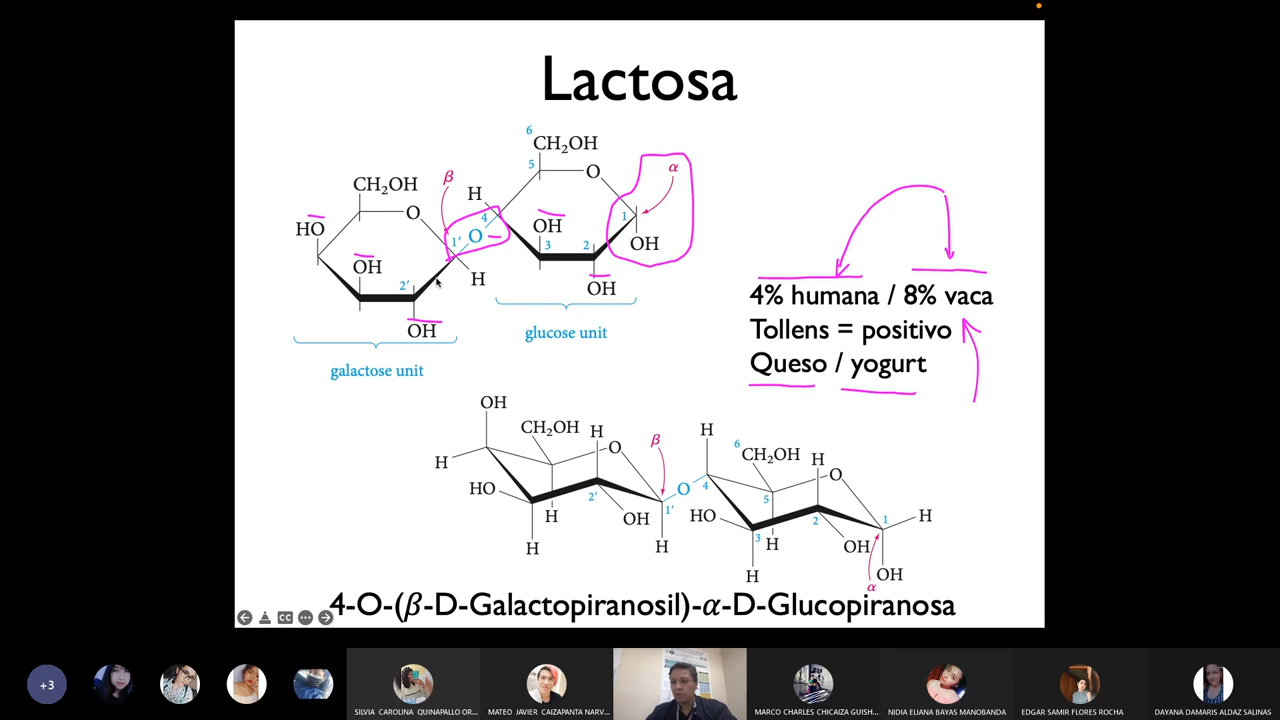 Lactosa
6
CH₂OH
5
O
α
β
H
CH₂OH
O
4
1
HO
1′
O
OH
3
2
OH
OH
2′
H
OH
OH
glucose unit
galactose unit
4% humana / 8% vaca
Tollens = positivo
Queso / yogurt
OH
CH₂OH
H
O
β
H
6
CH₂OH
H
O
H
HO
2′
O
4
5
H
1′
H
OH
HO
2
1
H
H
3
H
OH
H
OH
α
4-O-(β-D-Galactopiranosil)-α-D-Glucopiranosa
CC
+3
SILVIA CAROLINA QUINAPALLO OR...
MATEO JAVIER CAIZAPANTA NARV...
MARCO CHARLES CHICAIZA GUISH...
NIDIA ELIANA BAYAS MANOBANDA
EDGAR SAMIR FLORES ROCHA
DAYANA DAMARIS ALDAZ SALINAS